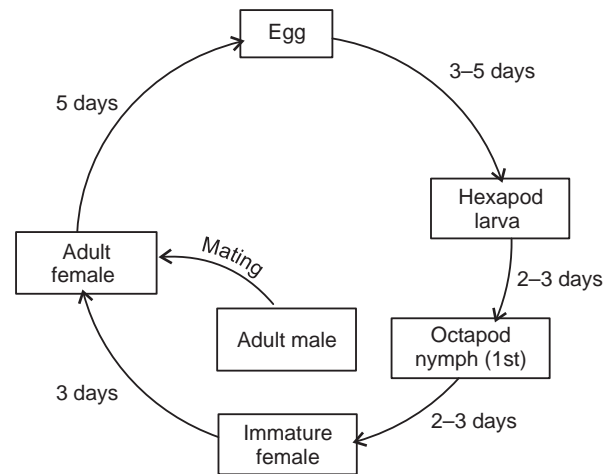 Egg
3–5 days
5 days
Hexapod
larva
Adult
female
Mating
2–3 days
Adult male
Octapod
nymph (1st)
3 days
2–3 days
Immature
female